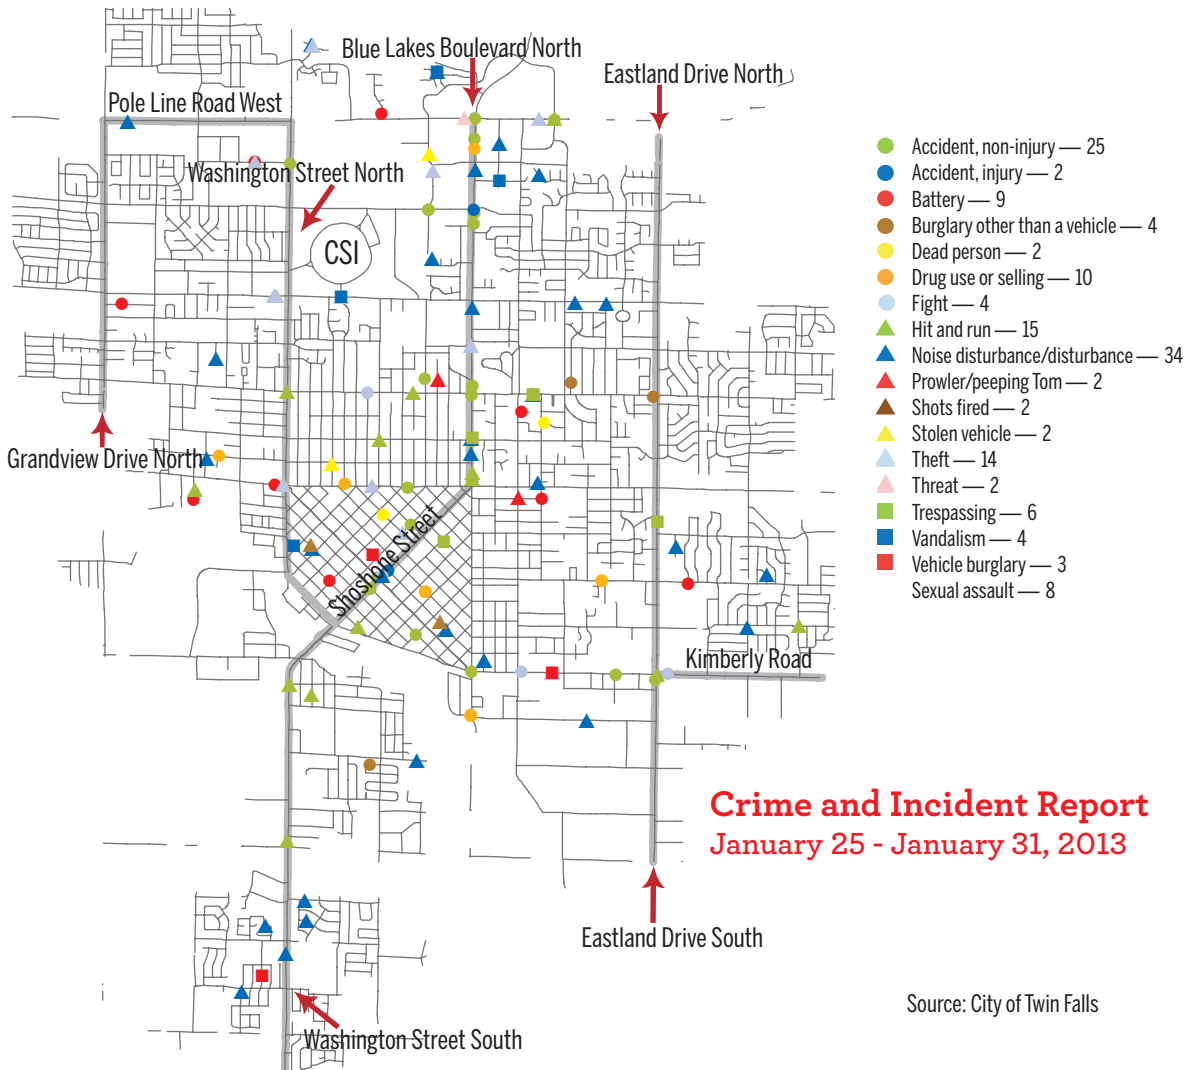 Blue Lakes Boulevard North
Eastland Drive North
Pole Line Road West
Washington Street North
CSI
Grandview Drive North
Shoshone Street
Kimberly Road
Accident, non-injury — 25
Accident, injury — 2
Battery — 9
Burglary other than a vehicle — 4
Dead person — 2
Drug use or selling — 10
Fight — 4
Hit and run — 15
Noise disturbance/disturbance — 34
Prowler/peeping Tom — 2
Shots fired — 2
Stolen vehicle — 2
Theft — 14
Threat — 2
Trespassing — 6
Vandalism — 4
Vehicle burglary — 3
Sexual assault — 8
Crime and Incident Report
January 25 - January 31, 2013
Eastland Drive South
Source: City of Twin Falls
Washington Street South